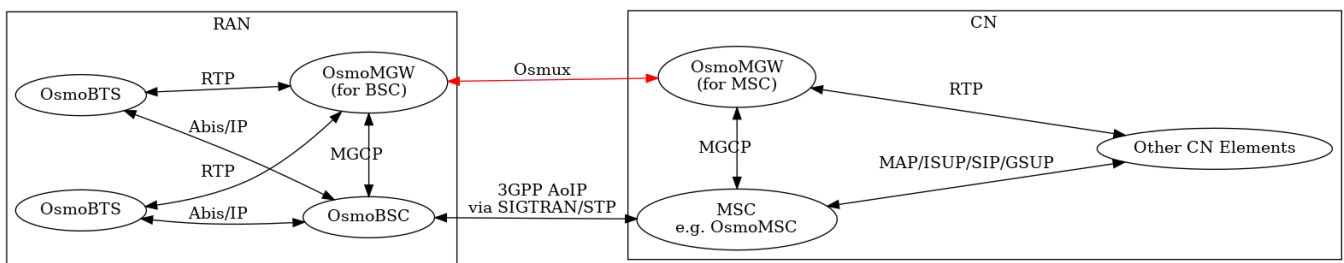 RAN
CN
OsmoBTS
RTP
OsmoMGW
(for BSC)
Osmux
OsmoMGW
(for MSC)
RTP
Abis/IP
MGCP
MGCP
Other CN Elements
RTP
MAP/ISUP/SIP/GSUP
OsmoBTS
Abis/IP
OsmoBSC
3GPP AoIP
via SIGTRAN/STP
MSC
e.g. OsmoMSC